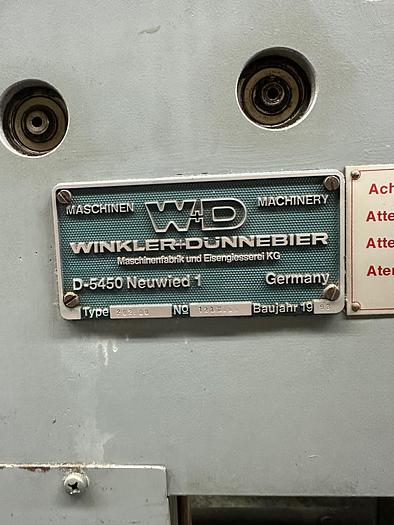 MASCHINEN W+D MACHINERY
WINKLER+DÜNNEBIER
Maschinenfabrik und Eisengiesserei KG
D-5450 Neuwied 1 Germany
Type No Baujahr 19
Ach
Atte
Atte
Aten